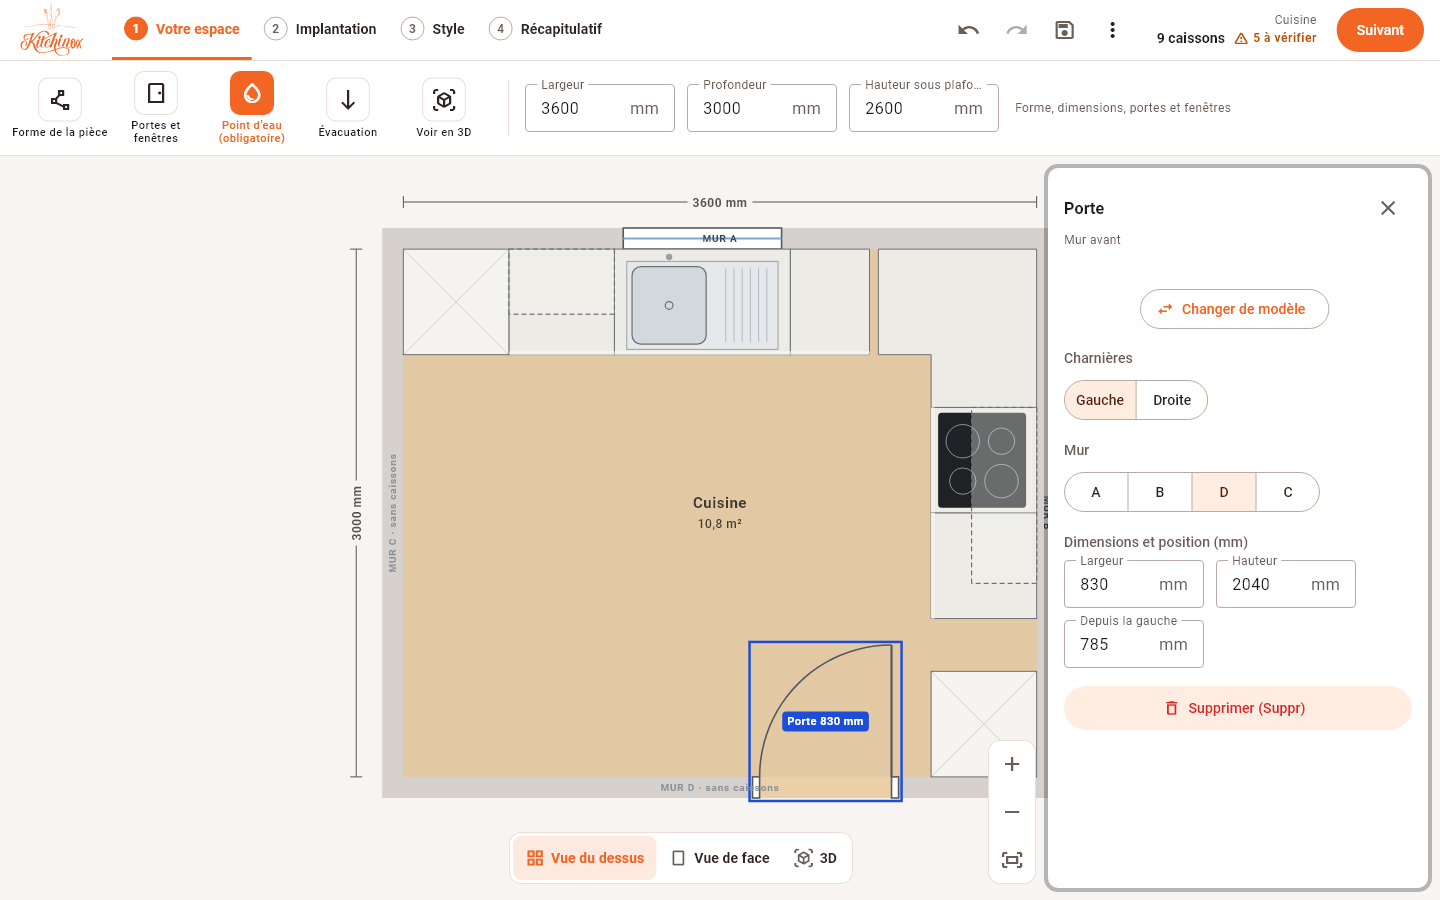 Kitchinox
1 Votre espace
2 Implantation
3 Style
4 Récapitulatif
Cuisine
9 caissons
5 à vérifier
Suivant
Forme de la pièce
Portes et
fenêtres
Point d'eau
(obligatoire)
Évacuation
Voir en 3D
Largeur
3600 mm
Profondeur
3000 mm
Hauteur sous plafo…
2600 mm
Forme, dimensions, portes et fenêtres
3600 mm
MUR A
3000 mm
MUR C · sans caissons
Cuisine
10,8 m²
Porte 830 mm
MUR D · sans caissons
Vue du dessus
Vue de face
3D
Porte
Mur avant
Changer de modèle
Charnières
Gauche
Droite
Mur
A
B
D
C
Dimensions et position (mm)
Largeur
830 mm
Hauteur
2040 mm
Depuis la gauche
785 mm
Supprimer (Suppr)